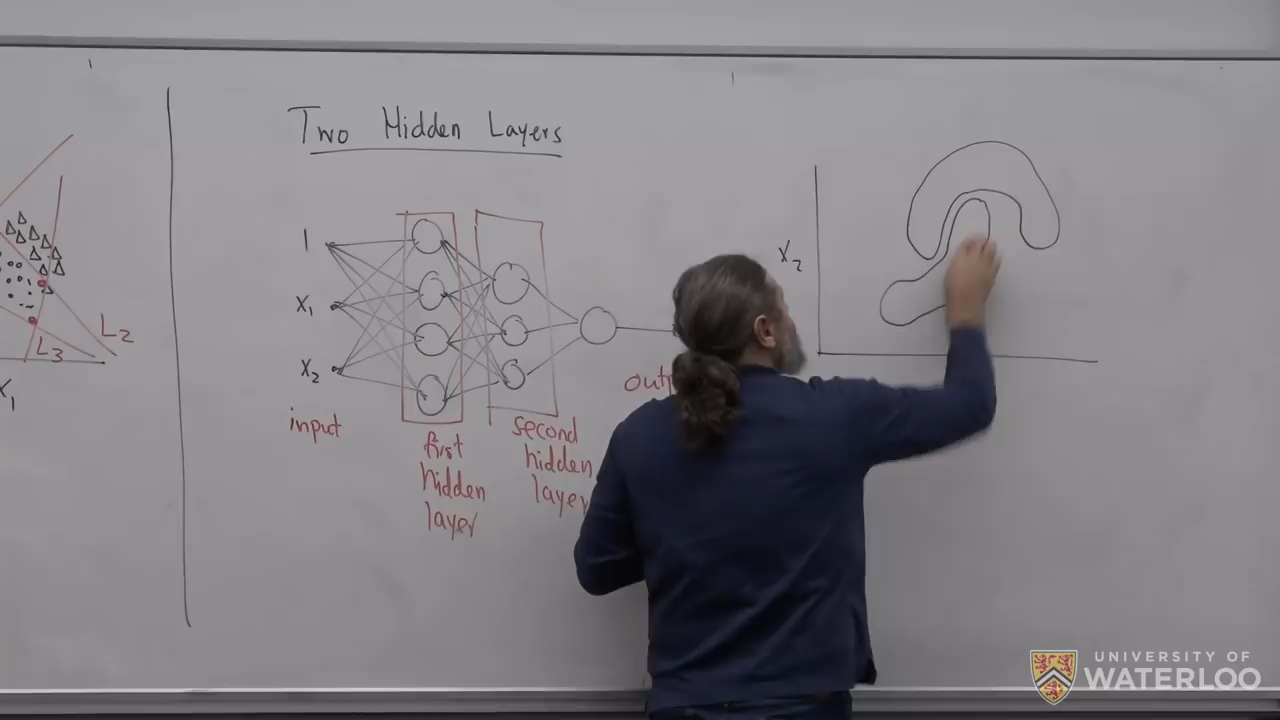 Two Hidden Layers
1
X₁
X₂
input
first
hidden
layer
second
hidden
layer
L₂
L₃
X₁
X₂
UNIVERSITY OF
WATERLOO